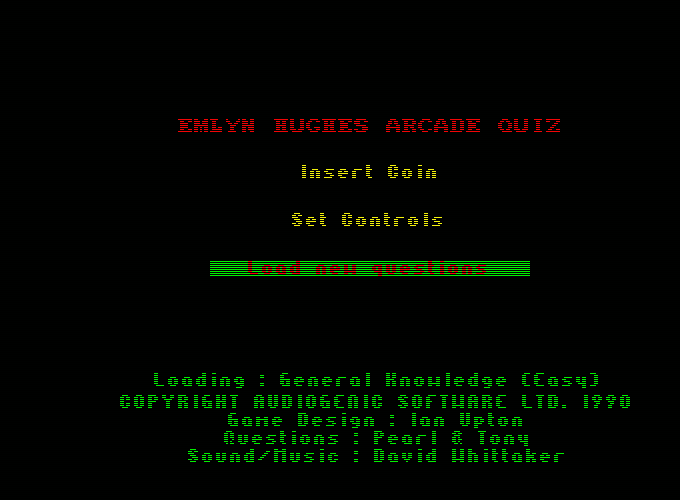 EMLYN HUGHES ARCADE QUIZ
Insert Coin
Set Controls
Load new questions
Loading : General Knowledge (Easy)
COPYRIGHT AUDIOGENIC SOFTWARE LTD. 1990
Game Design : Ian Upton
Questions : Pearl & Tony
Sound/Music : David Whittaker